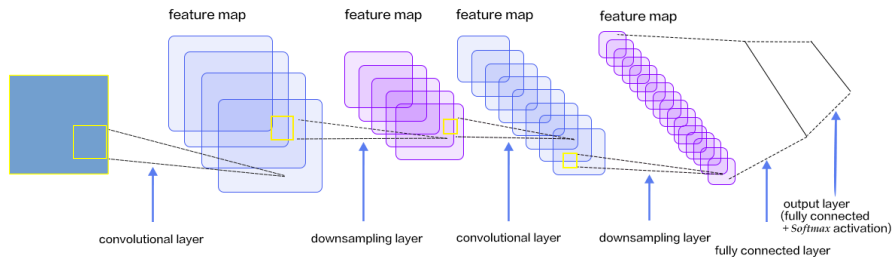 feature map
feature map
feature map
feature map
convolutional layer
downsampling layer
convolutional layer
downsampling layer
fully connected layer
output layer
(fully connected
+ Softmax activation)